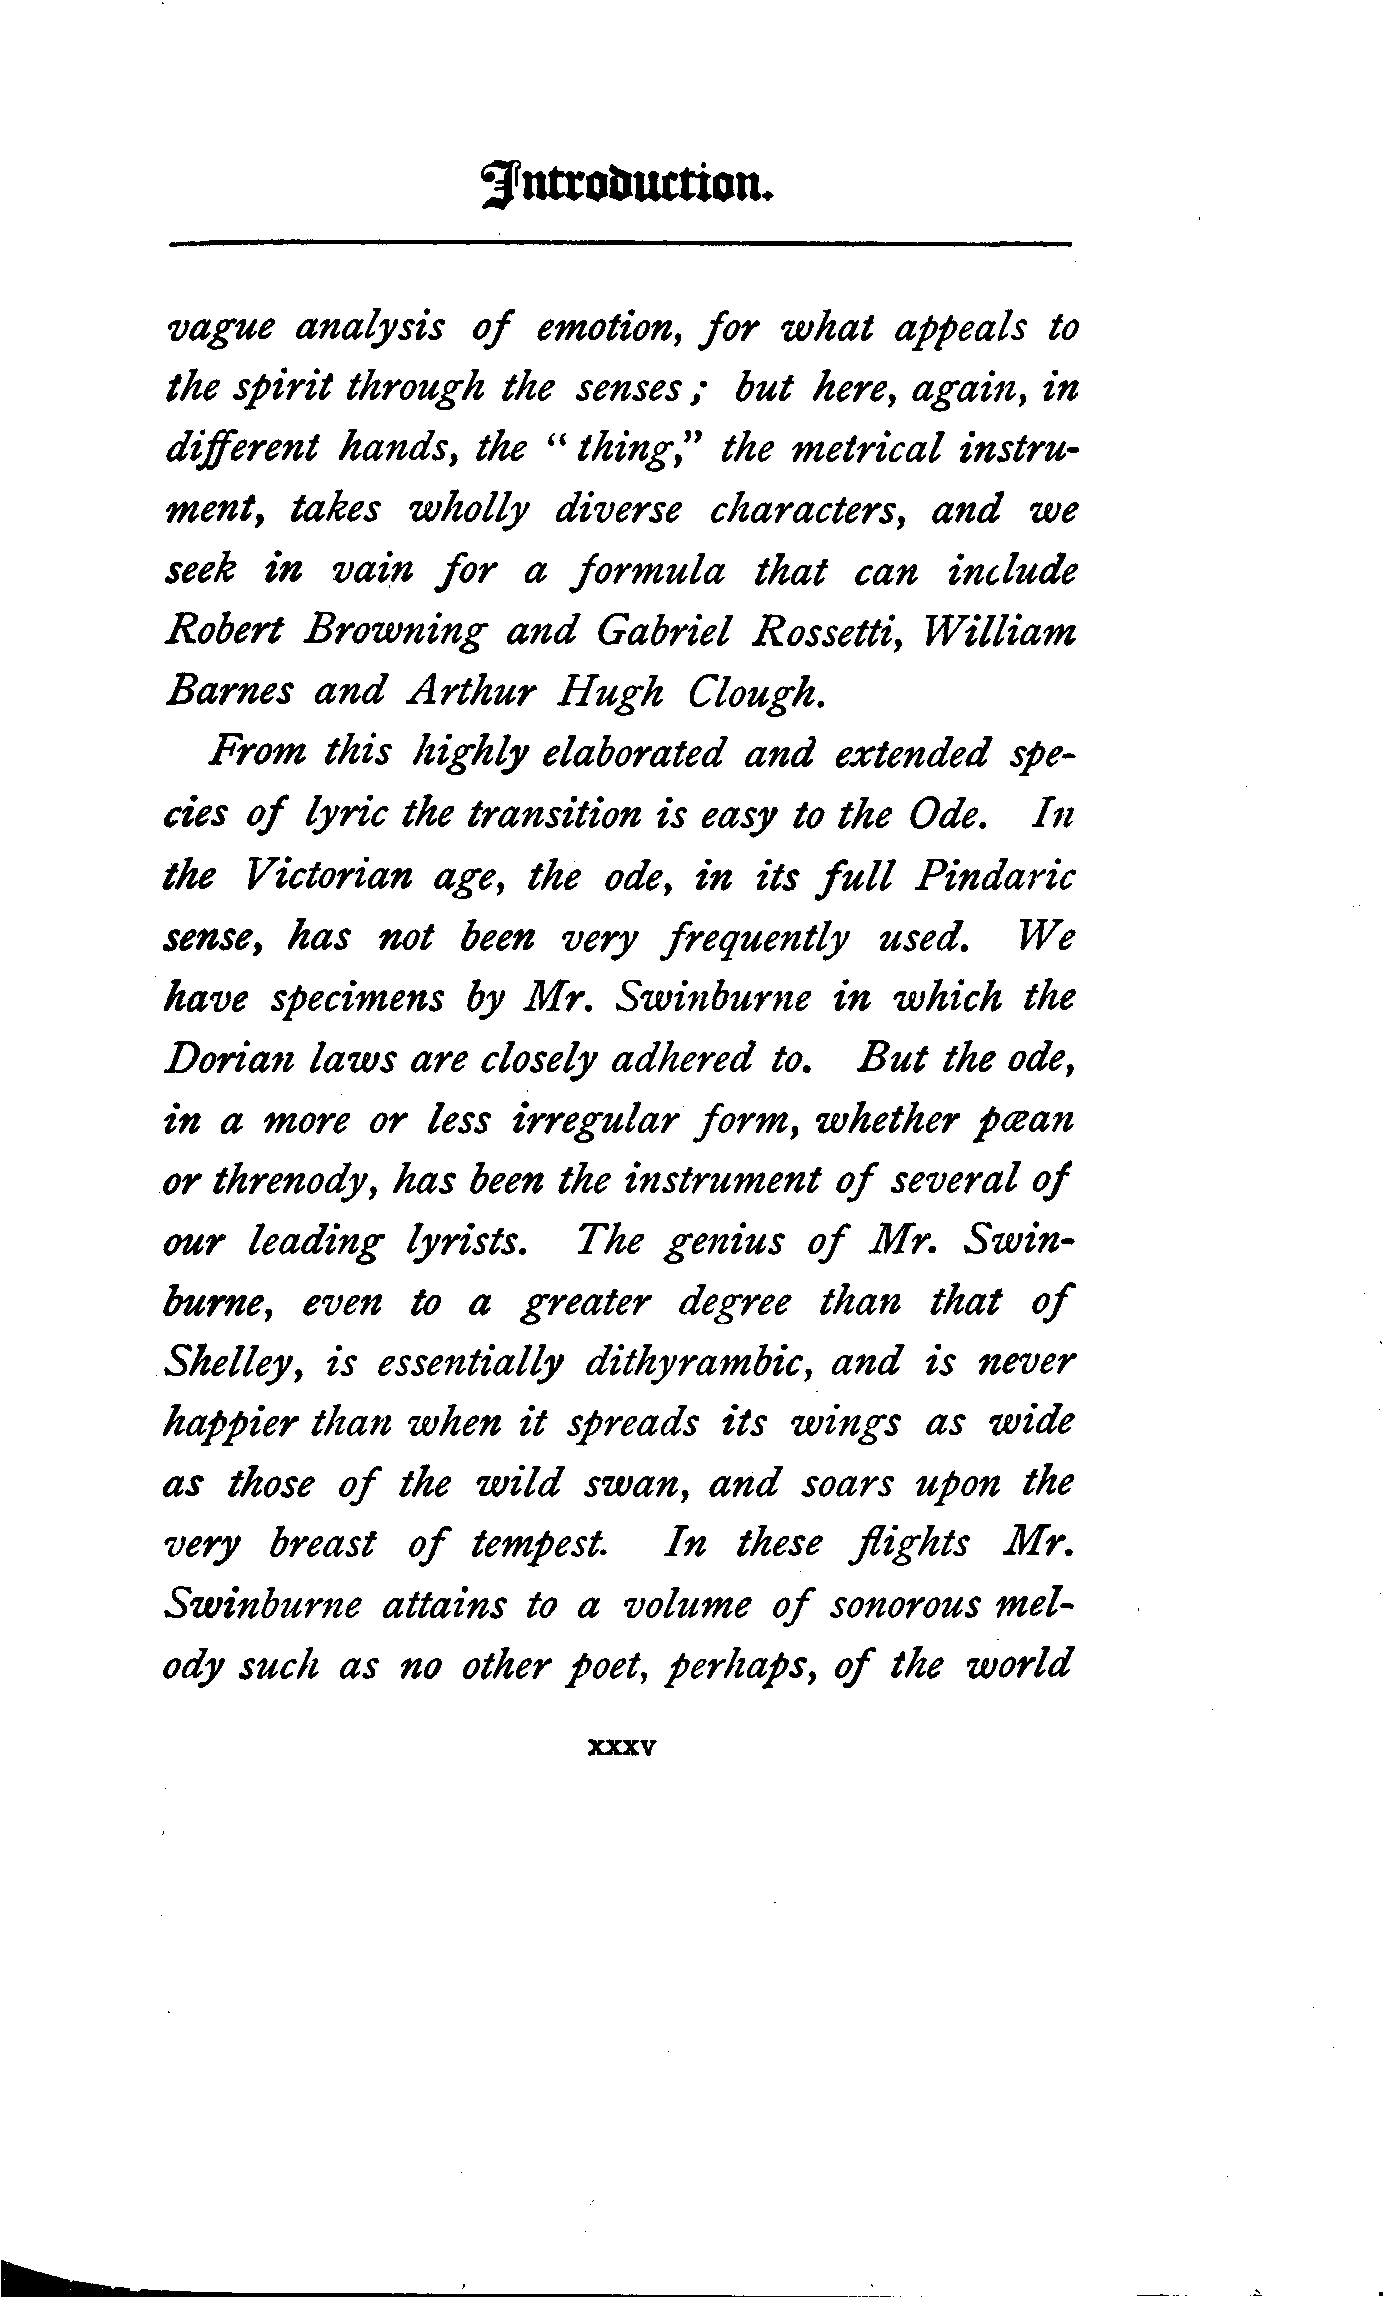 Introduction.
vague analysis of emotion, for what appeals to
the spirit through the senses ; but here, again, in
different hands, the “ thing,” the metrical instru-
ment, takes wholly diverse characters, and we
seek in vain for a formula that can include
Robert Browning and Gabriel Rossetti, William
Barnes and Arthur Hugh Clough.
From this highly elaborated and extended spe-
cies of lyric the transition is easy to the Ode. In
the Victorian age, the ode, in its full Pindaric
sense, has not been very frequently used. We
have specimens by Mr. Swinburne in which the
Dorian laws are closely adhered to. But the ode,
in a more or less irregular form, whether pæan
or threnody, has been the instrument of several of
our leading lyrists. The genius of Mr. Swin-
burne, even to a greater degree than that of
Shelley, is essentially dithyrambic, and is never
happier than when it spreads its wings as wide
as those of the wild swan, and soars upon the
very breast of tempest. In these flights Mr.
Swinburne attains to a volume of sonorous mel-
ody such as no other poet, perhaps, of the world
xxxv